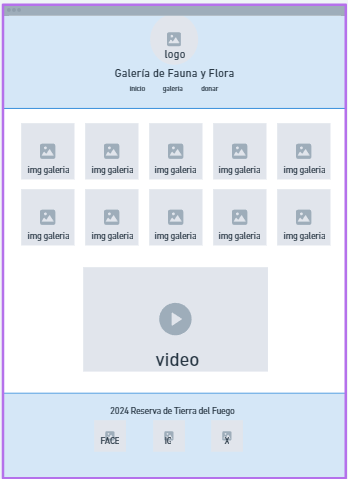 logo
Galería de Fauna y Flora
inicio galeria donar
img galeria img galeria img galeria img galeria img galeria
img galeria img galeria img galeria img galeria img galeria
video
2024 Reserva de Tierra del Fuego
FACE IG X